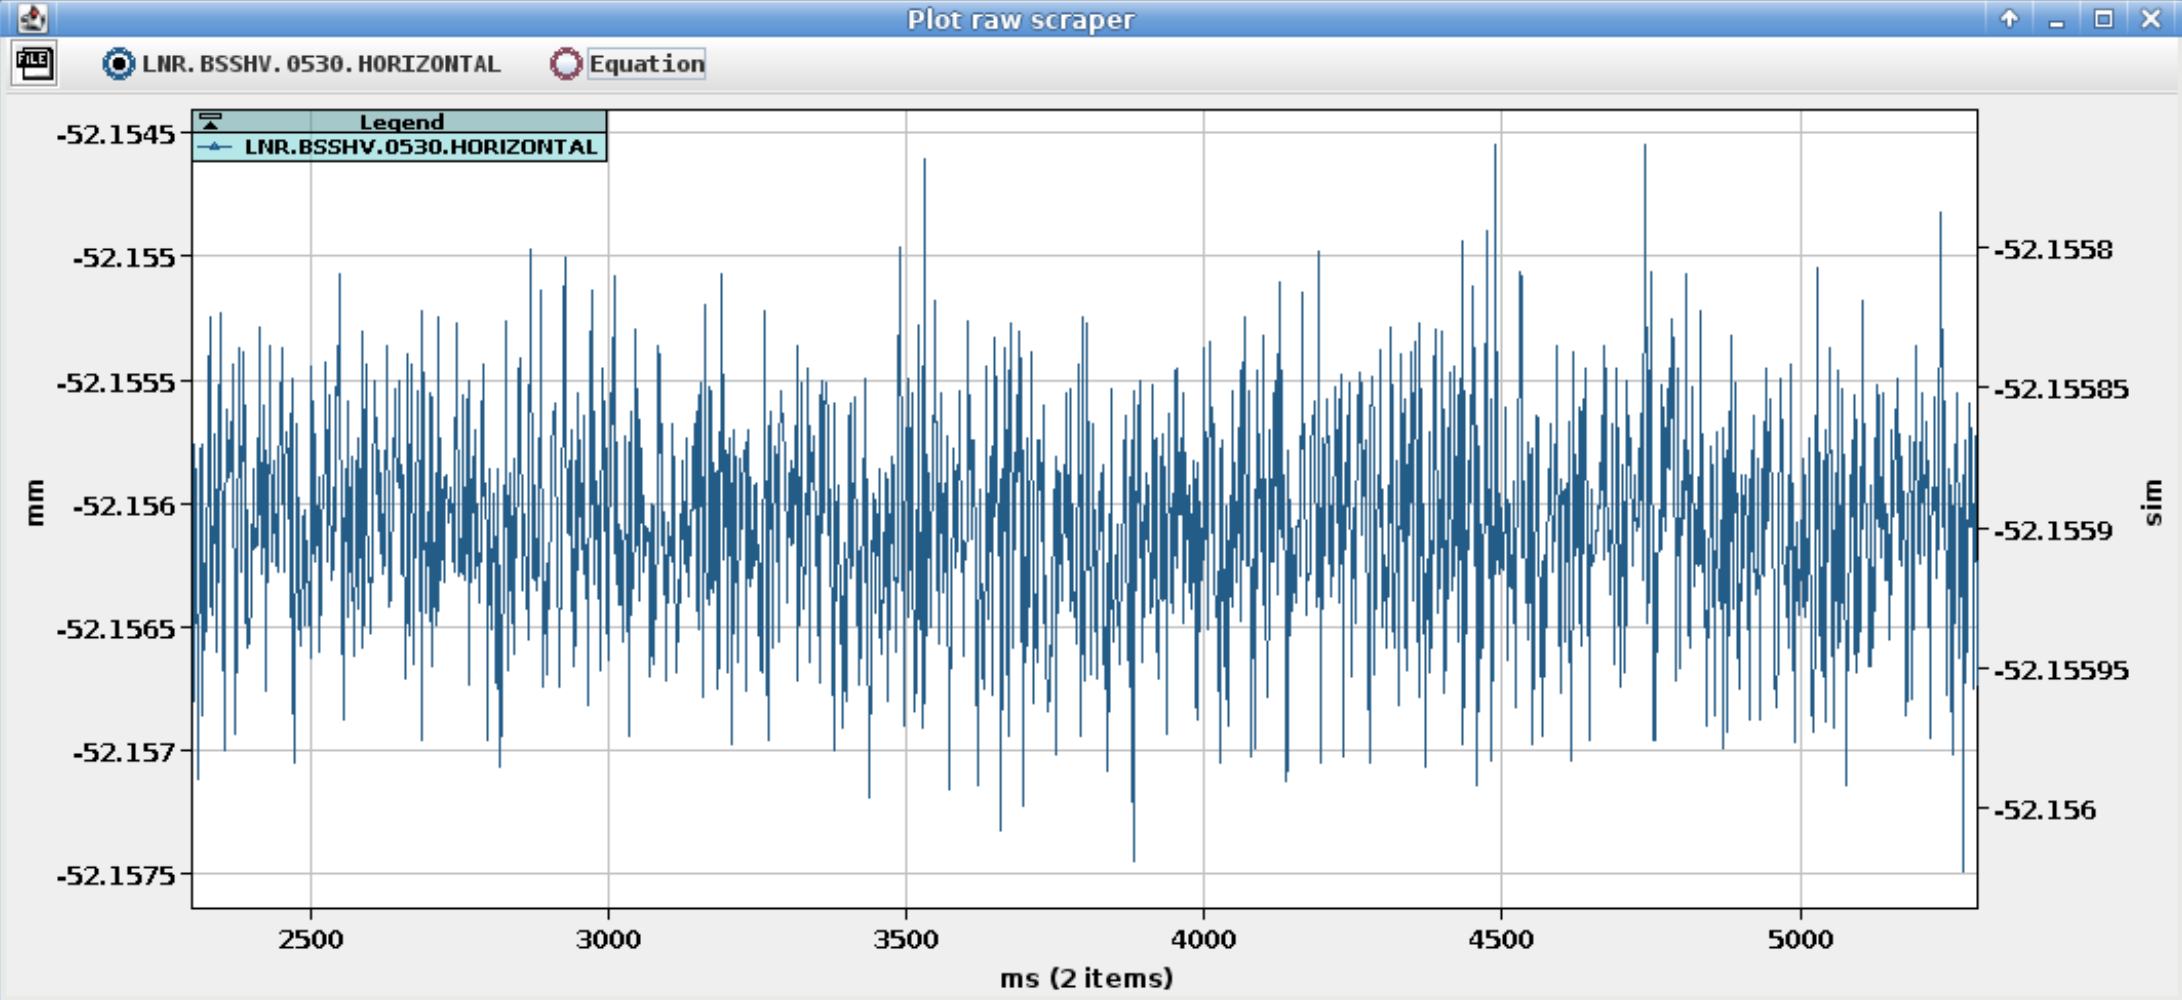 Plot raw scraper
FILE
LNR.BSSHV.0530.HORIZONTAL Equation
Legend
LNR.BSSHV.0530.HORIZONTAL
-52.1545
-52.155
-52.1555
-52.156
-52.1565
-52.157
-52.1575
mm
-52.1558
-52.15585
-52.1559
-52.15595
-52.156
sim
2500 3000 3500 4000 4500 5000
ms (2 items)